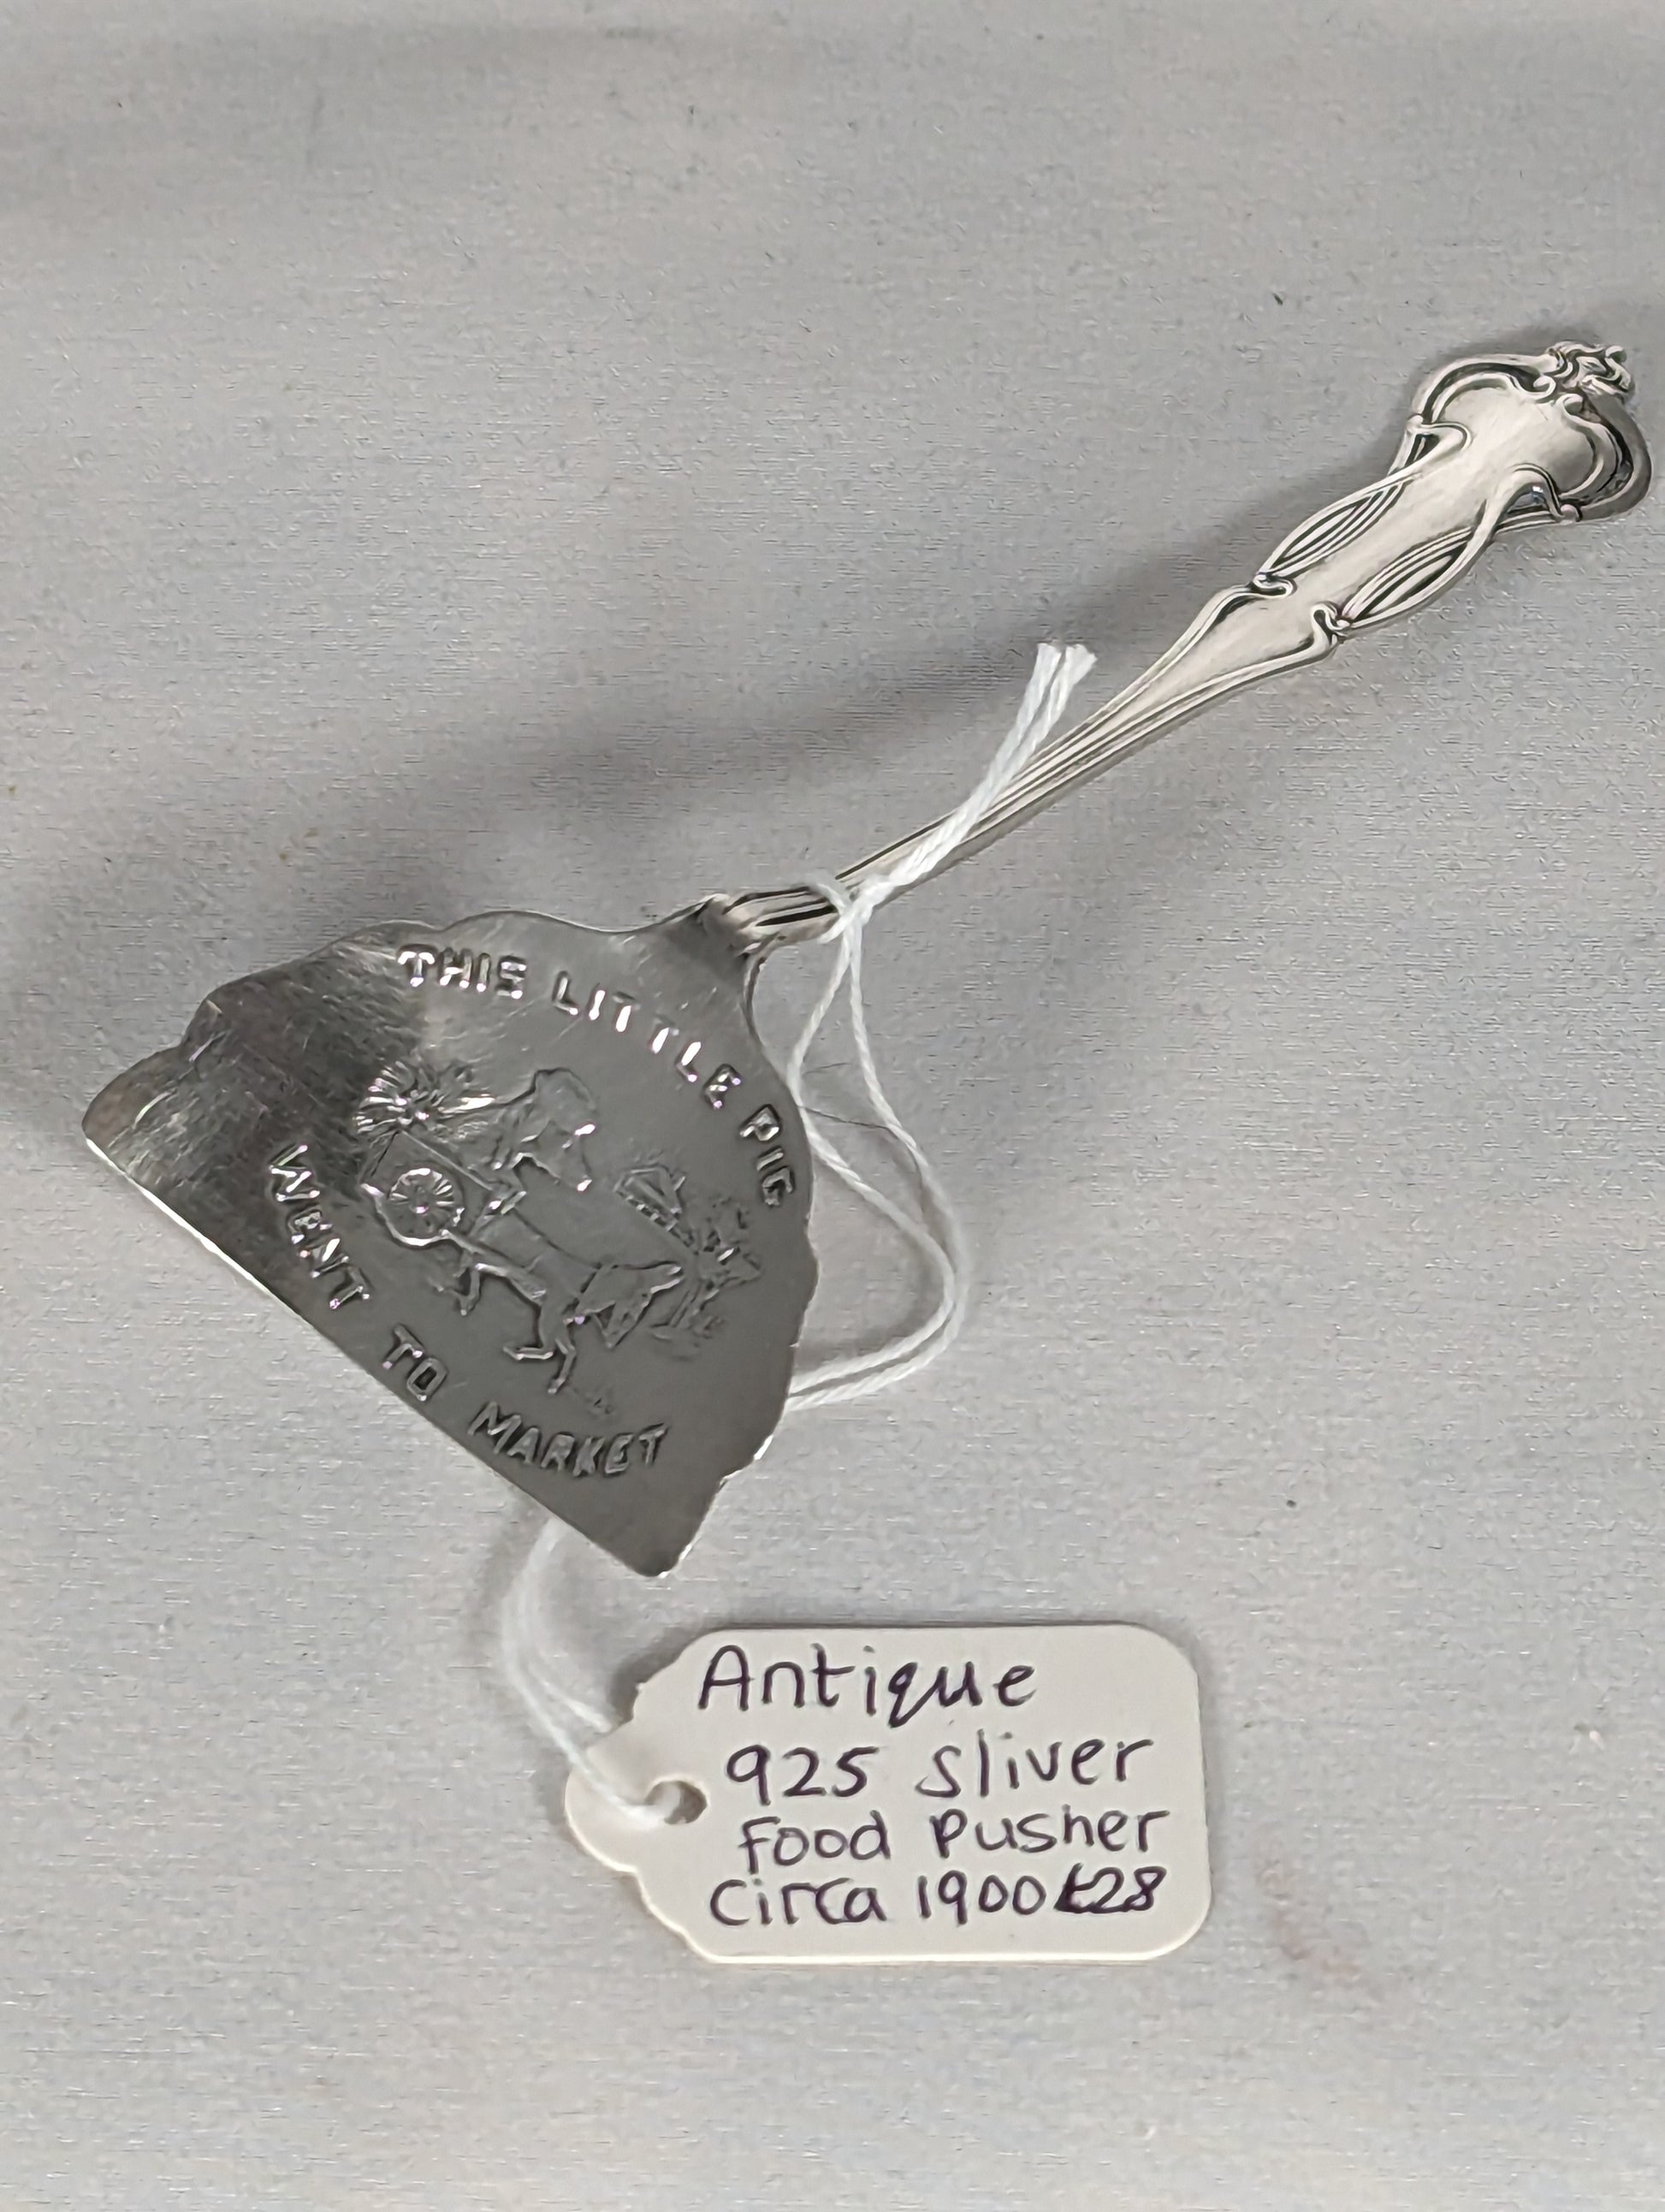 THIS LITTLE PIG
WENT TO MARKET
Antique
925 sliver
Food Pusher
Circa 1900 £28